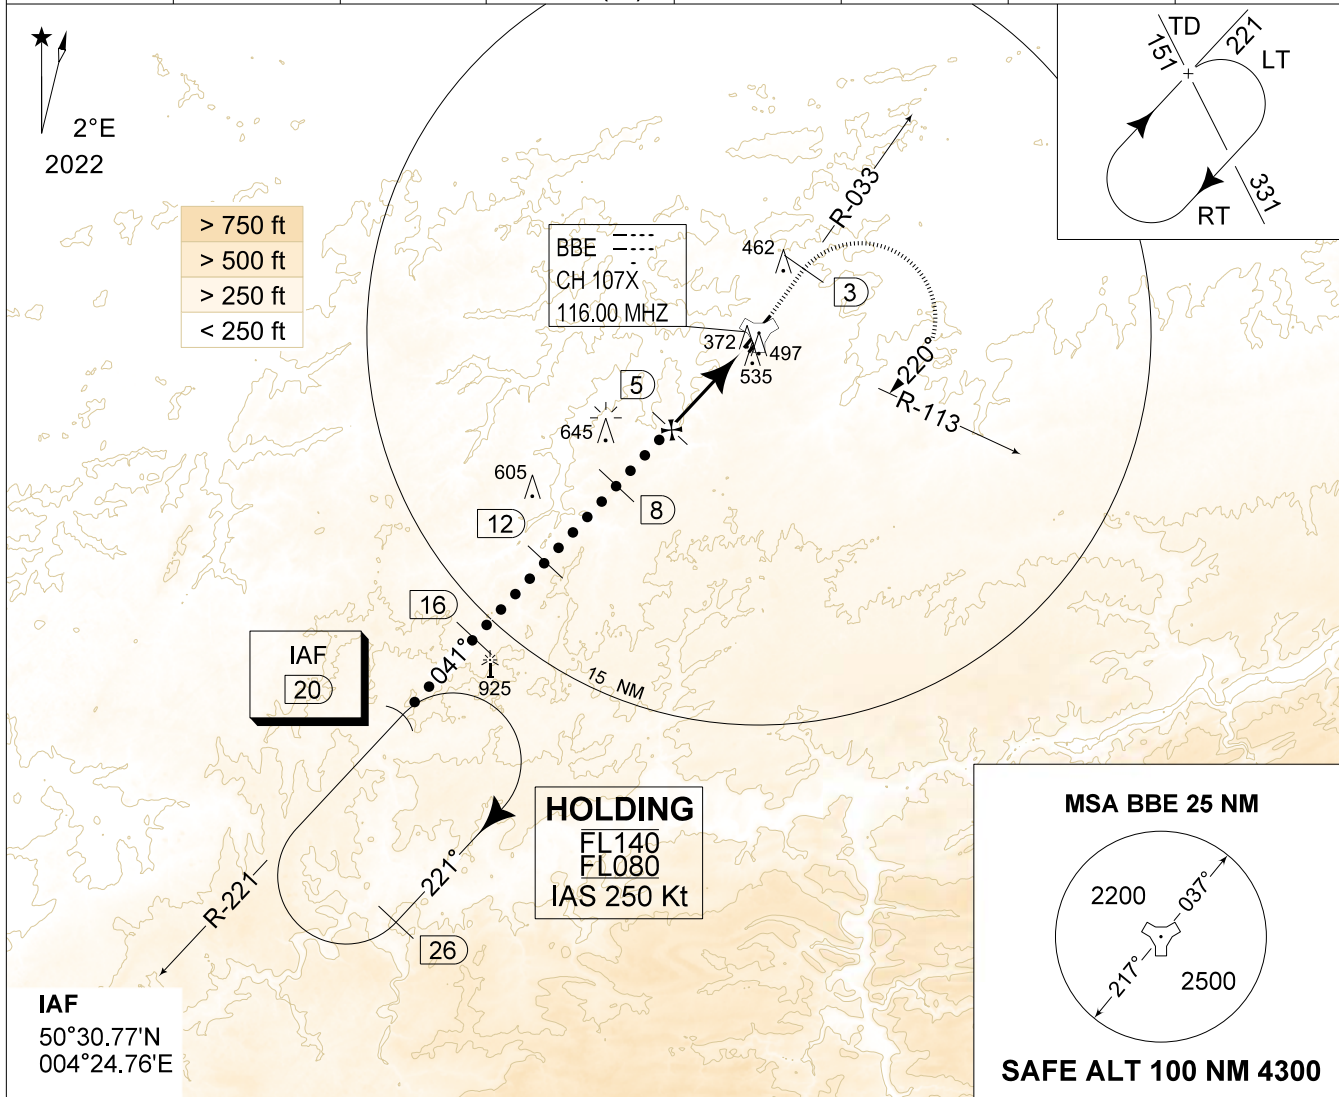 2°E
2022
> 750 ft
> 500 ft
> 250 ft
< 250 ft
BBE
CH 107X
116.00 MHZ
TD
151
221
LT
331
RT
R-033
462
3
372
497
535
220°
R-113
5
645
605
8
12
16
041°
925
15 NM
IAF
20
HOLDING
FL140
FL080
IAS 250 Kt
221°
R-221
26
IAF
50°30.77'N
004°24.76'E
MSA BBE 25 NM
2200
037°
217°
2500
SAFE ALT 100 NM 4300